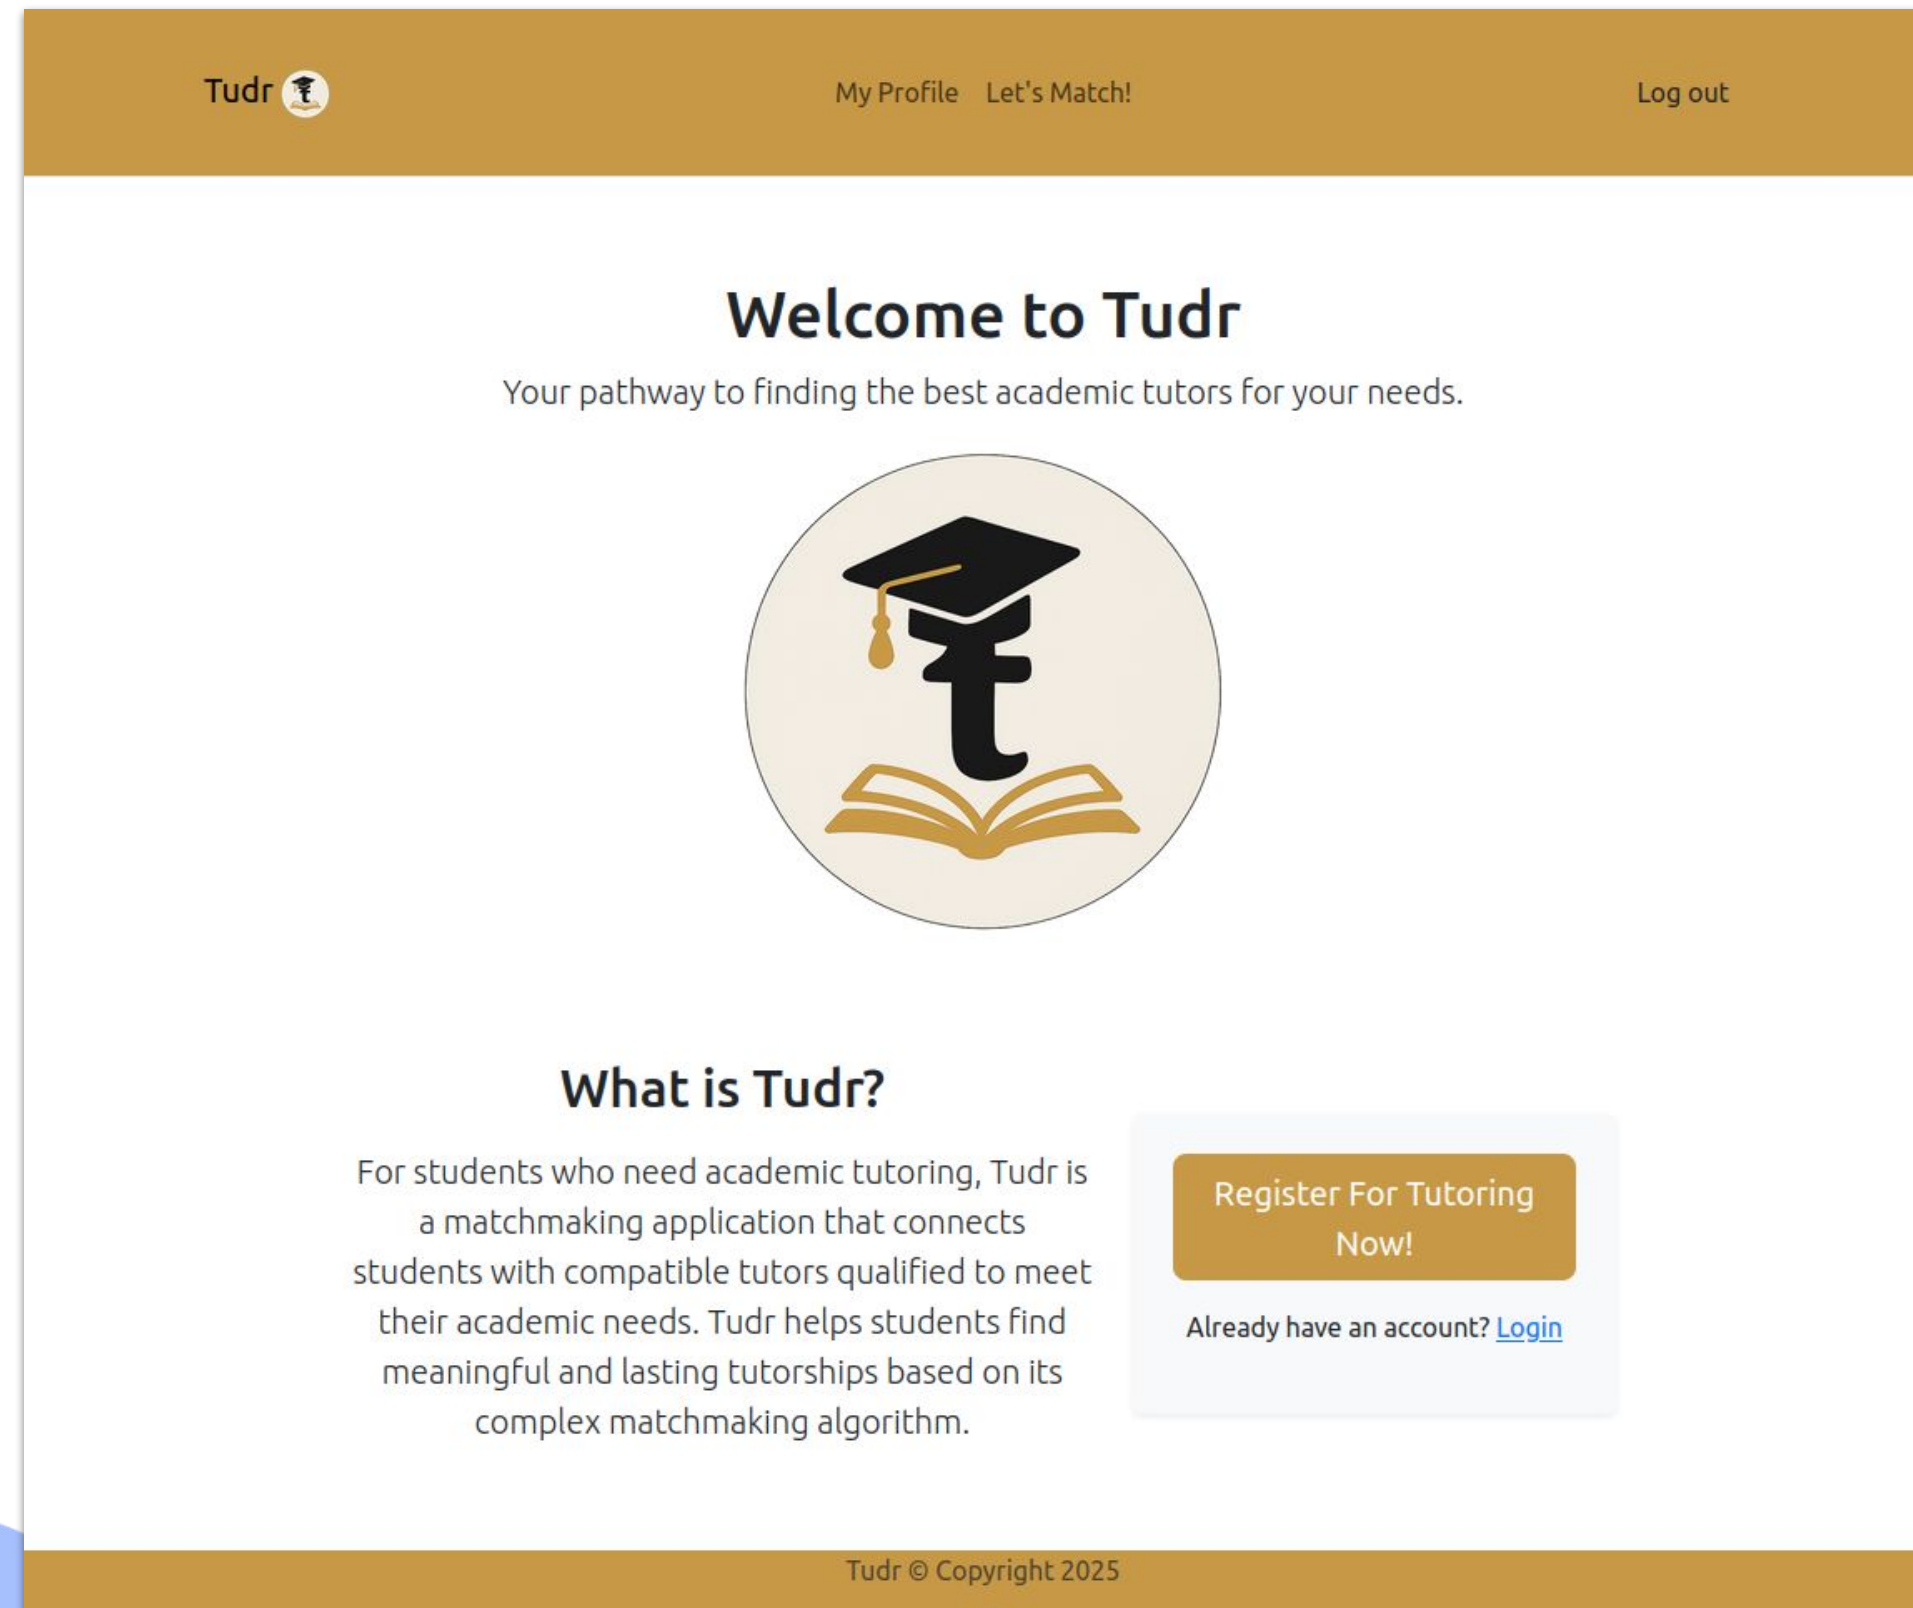 Tudr
My Profile Let's Match!
Log out
Welcome to Tudr
Your pathway to finding the best academic tutors for your needs.
t
What is Tudr?
For students who need academic tutoring, Tudr is
a matchmaking application that connects
students with compatible tutors qualified to meet
their academic needs. Tudr helps students find
meaningful and lasting tutorships based on its
complex matchmaking algorithm.
Register For Tutoring
Now!
Already have an account? Login
Tudr © Copyright 2025